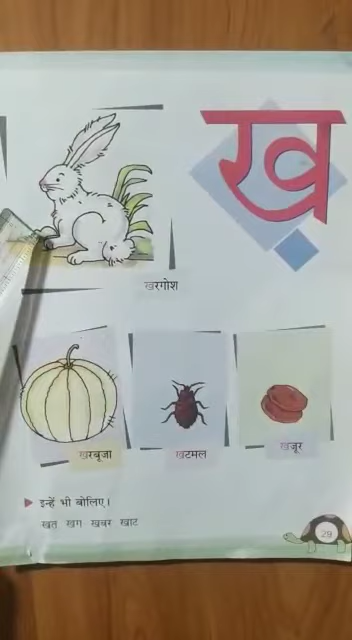 ख
खरगोश
खरबूजा खटमल खजूर
इन्हें भी बोलिए।
खत खग खबर खाट
29